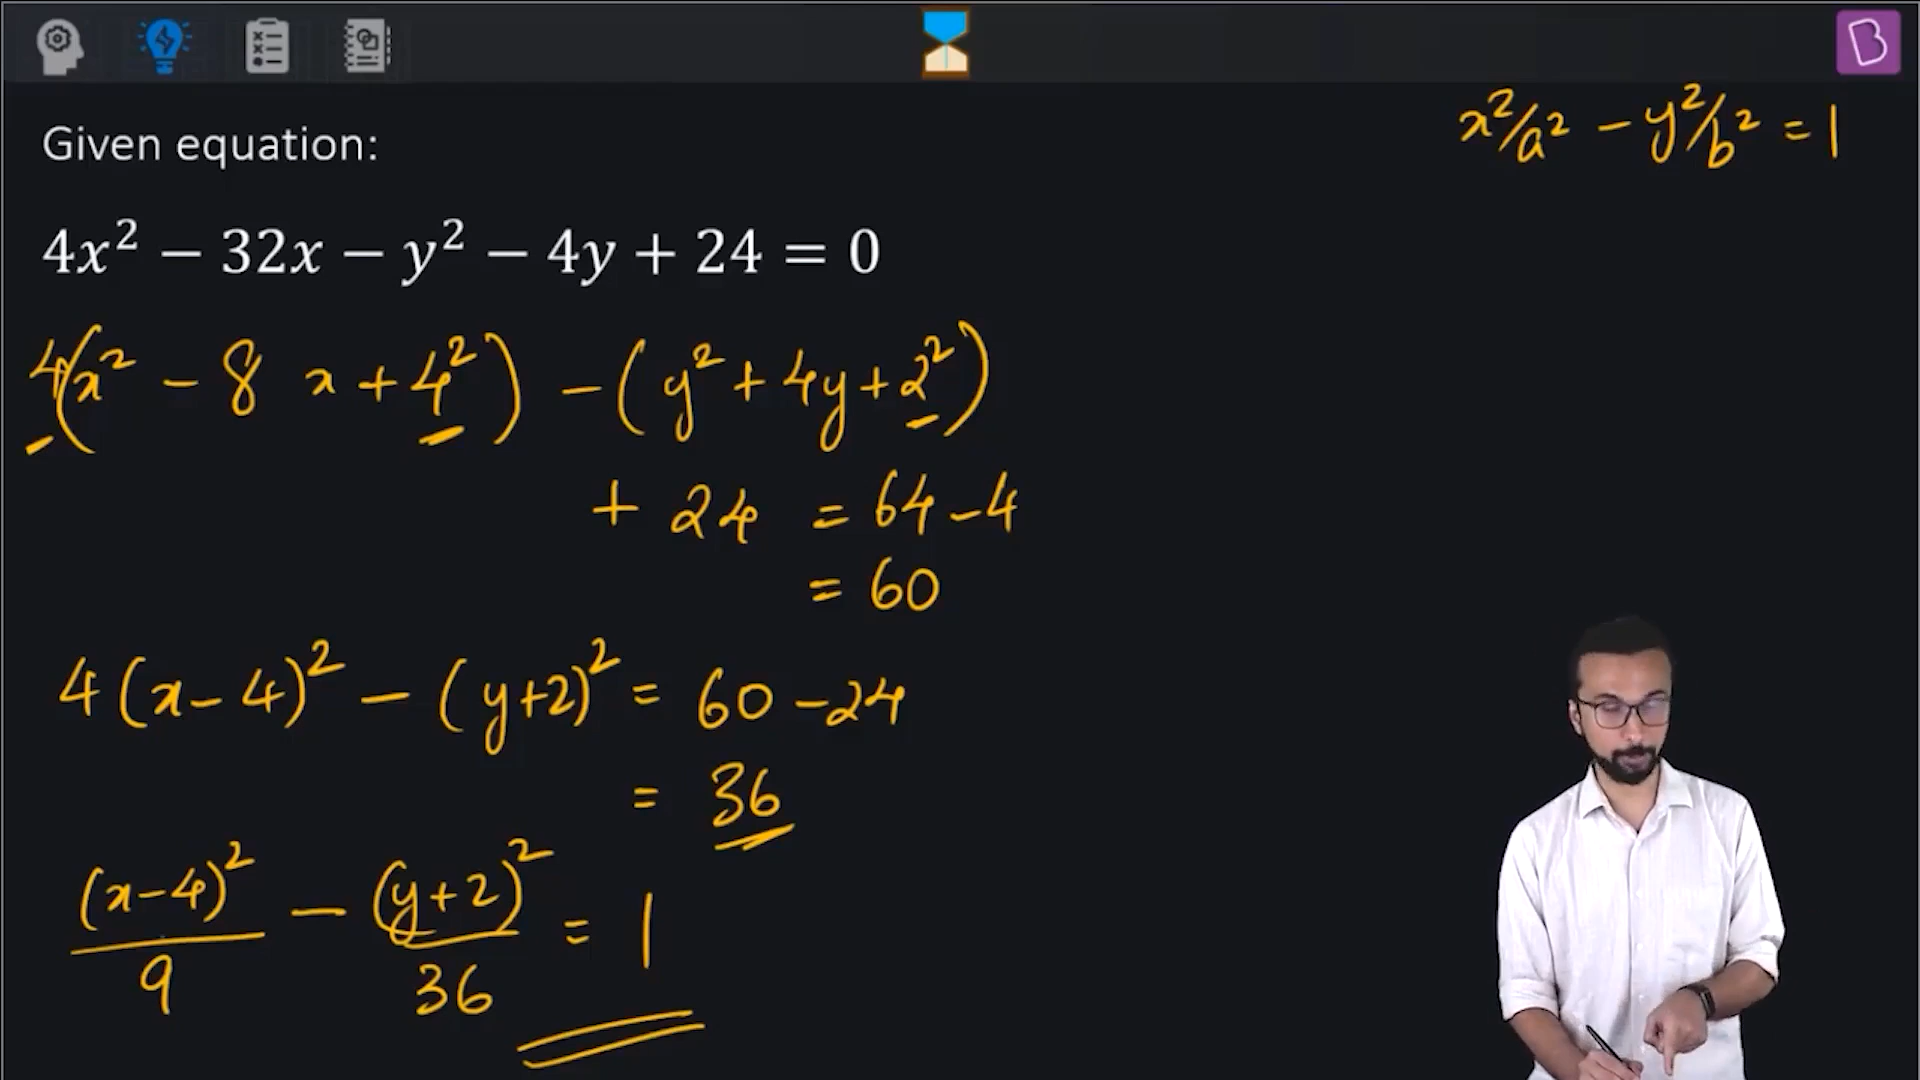 x²/a² - y²/b² = 1
Given equation:
4x² − 32x − y² − 4y + 24 = 0
4(x² - 8 x + 4²) - (y² + 4y + 2²)
+ 24 = 64 - 4
= 60
4(x - 4)² - (y+2)² = 60 - 24
= 36
(x-4)²/9 - (y+2)²/36 = 1